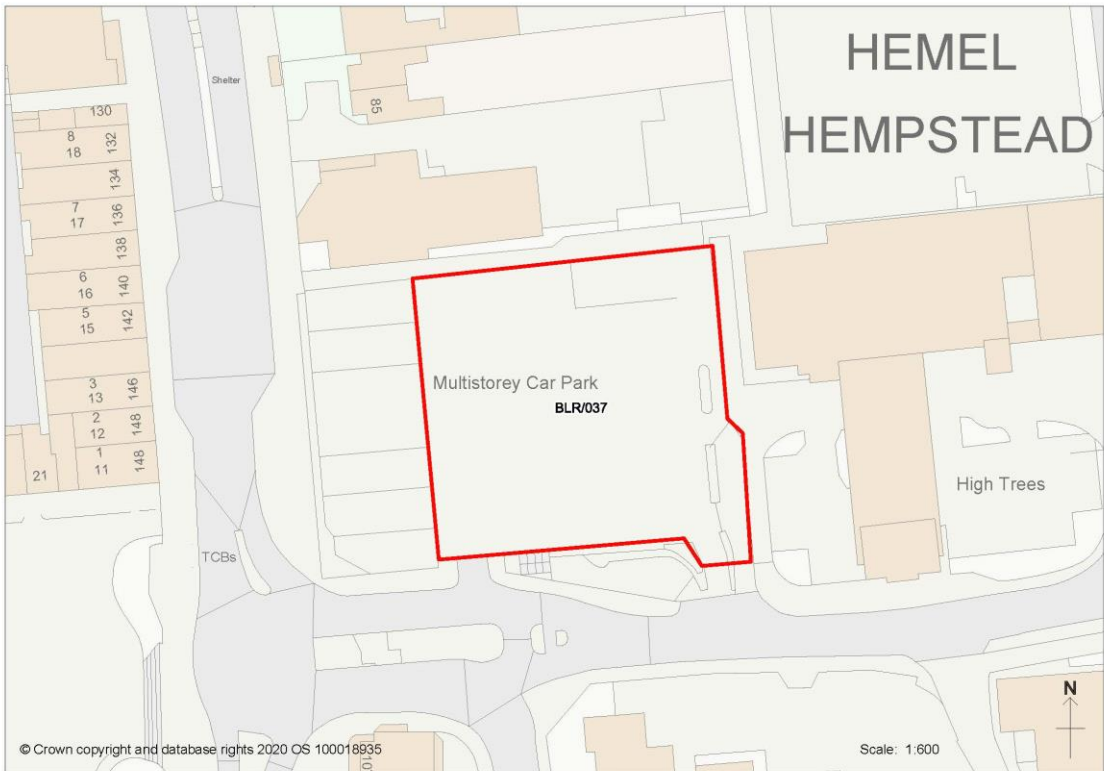 HEMEL
HEMPSTEAD
Shelter
85
130
8
18
132
134
7
17
136
138
6
16
140
5
15
142
3
13
146
2
12
148
1
11
148
21
Multistorey Car Park
BLR/037
High Trees
TCBs
N
© Crown copyright and database rights 2020 OS 100018935
Scale: 1:600